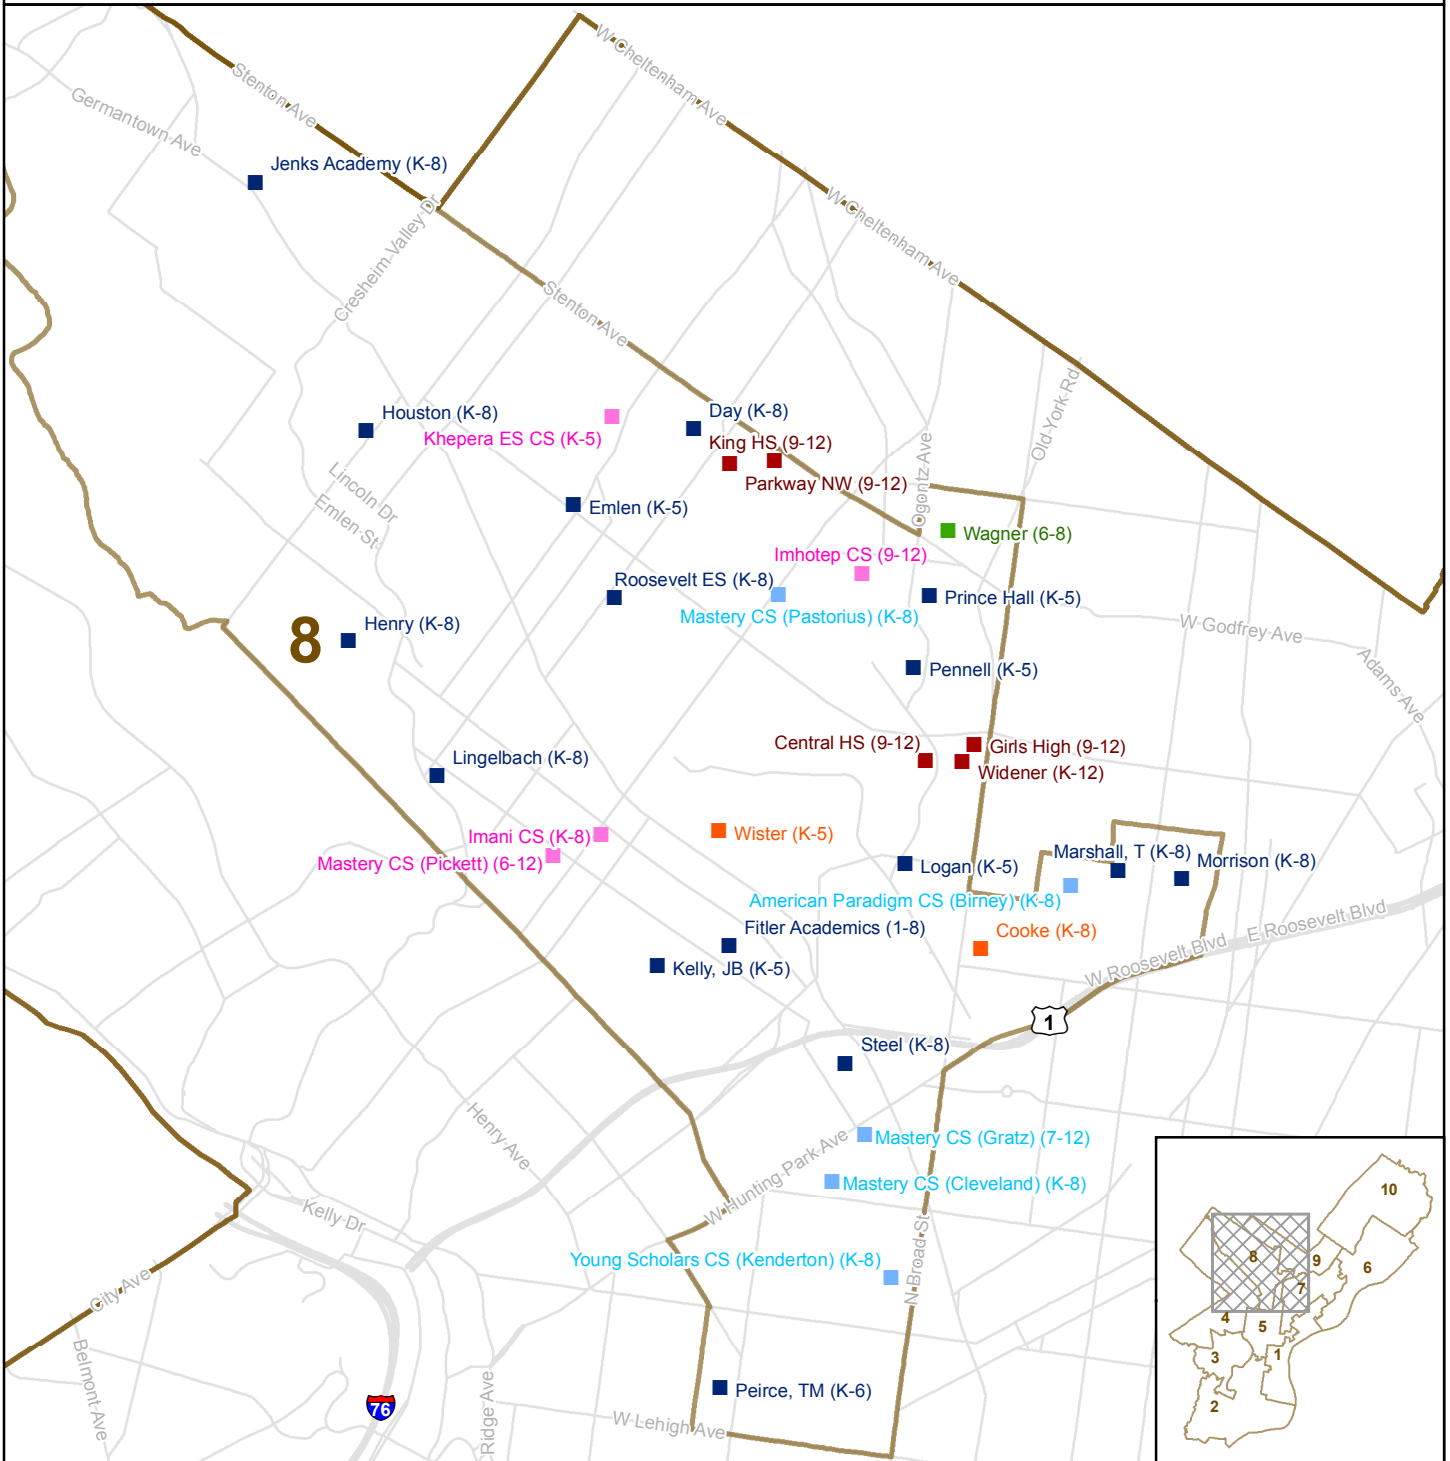 W Cheltenham Ave
Stenton Ave
Germantown Ave
Jenks Academy (K-8)
W Cheltenham Ave
Cresheim Valley Dr
Stenton Ave
Old York Rd
Houston (K-8)
Day (K-8)
Khepera ES CS (K-5)
King HS (9-12)
Ogontz Ave
Parkway NW (9-12)
Lincoln Dr
Emlen St
Emlen (K-5)
Wagner (6-8)
Imhotep CS (9-12)
Roosevelt ES (K-8)
Prince Hall (K-5)
Mastery CS (Pastorius) (K-8)
Henry (K-8)
8
W Godfrey Ave
Adams Ave
Pennell (K-5)
Central HS (9-12)
Girls High (9-12)
Lingelbach (K-8)
Widener (K-12)
Imani CS (K-8)
Wister (K-5)
Mastery CS (Pickett) (6-12)
Logan (K-5)
Marshall, T (K-8)
Morrison (K-8)
American Paradigm CS (Birney) (K-8)
Fitler Academics (1-8)
Cooke (K-8)
E Roosevelt Blvd
W Roosevelt Blvd
Kelly, JB (K-5)
1
Steel (K-8)
Henry Ave
Mastery CS (Gratz) (7-12)
W Hunting Park Ave
Mastery CS (Cleveland) (K-8)
Kelly Dr
N Broad St
Young Scholars CS (Kenderton) (K-8)
City Ave
Belmont Ave
Peirce, TM (K-6)
76
Ridge Ave
W Lehigh Ave
10
8
9
6
7
4
5
3
1
2